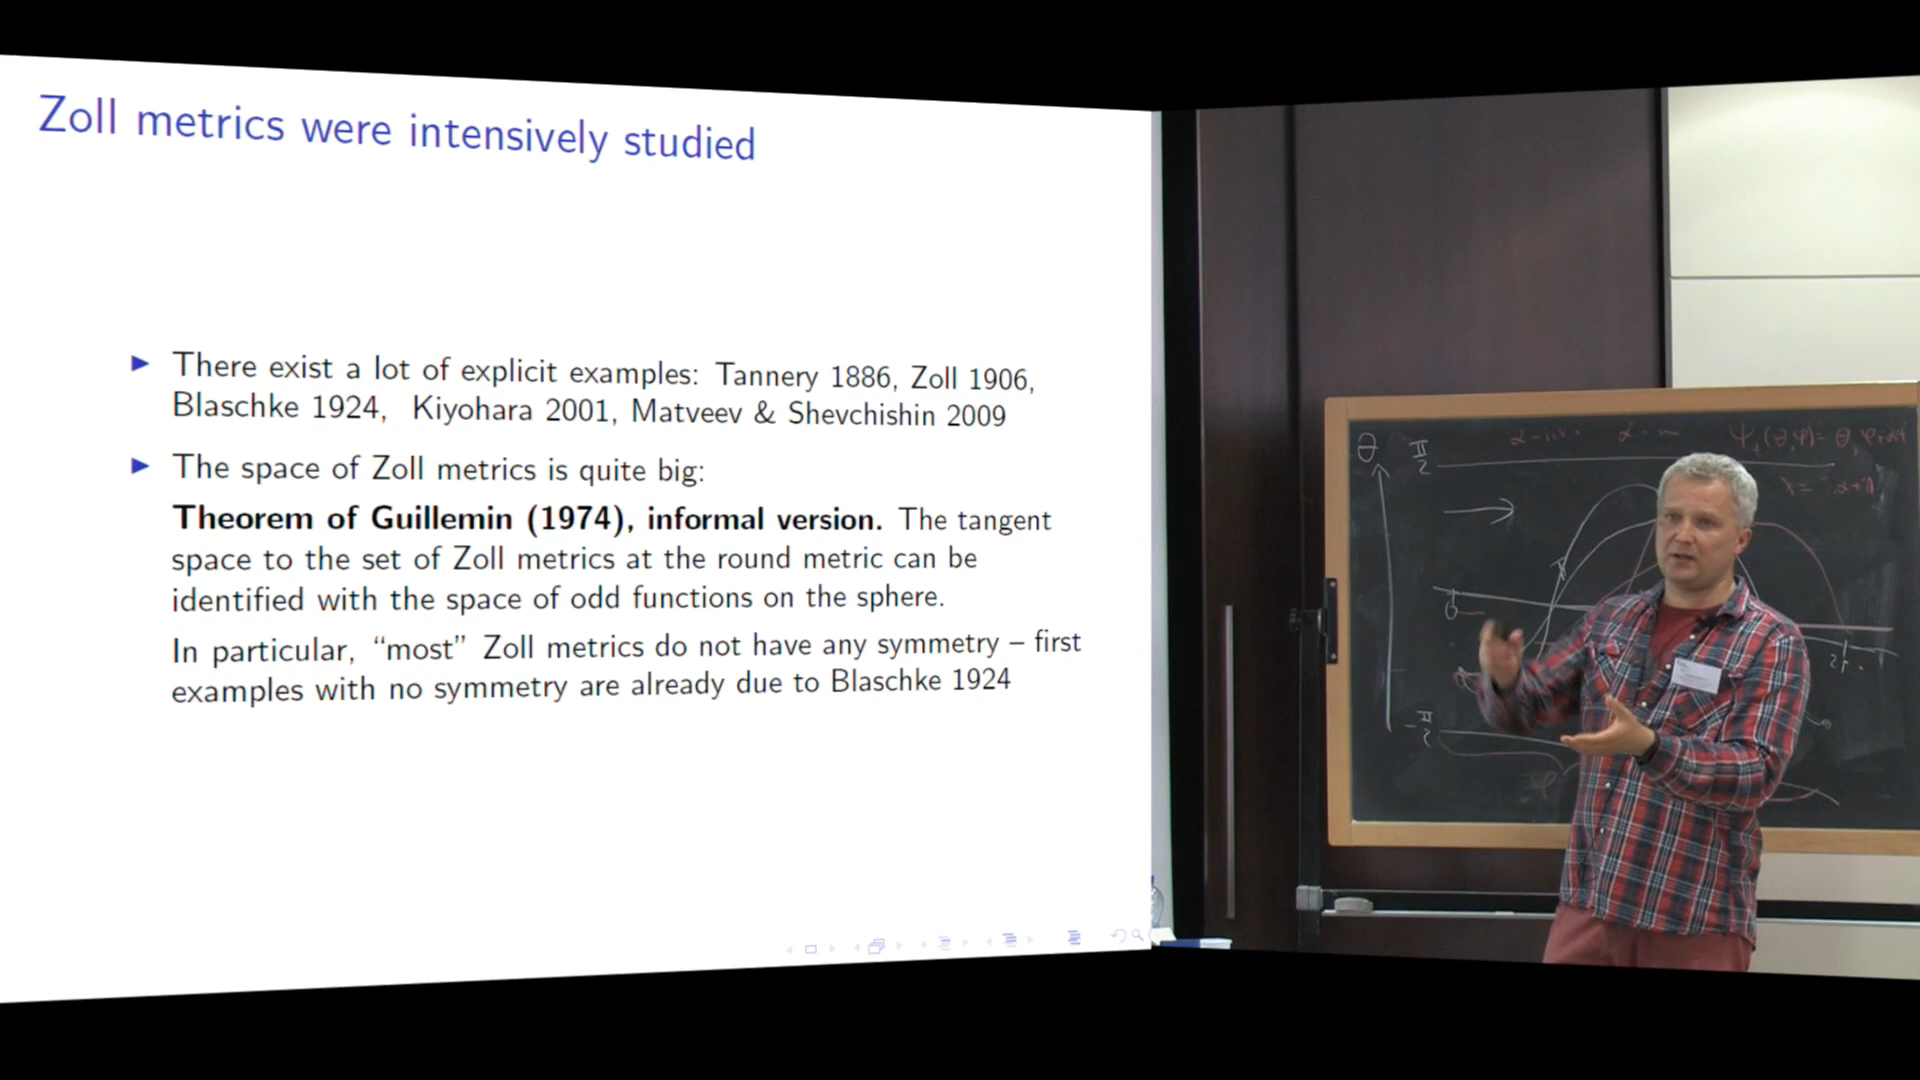 Zoll metrics were intensively studied
There exist a lot of explicit examples: Tannery 1886, Zoll 1906,
Blaschke 1924, Kiyohara 2001, Matveev & Shevchishin 2009
The space of Zoll metrics is quite big:
Theorem of Guillemin (1974), informal version. The tangent
space to the set of Zoll metrics at the round metric can be
identified with the space of odd functions on the sphere.
In particular, “most” Zoll metrics do not have any symmetry – first
examples with no symmetry are already due to Blaschke 1924
θ
π/2
0
-π/2